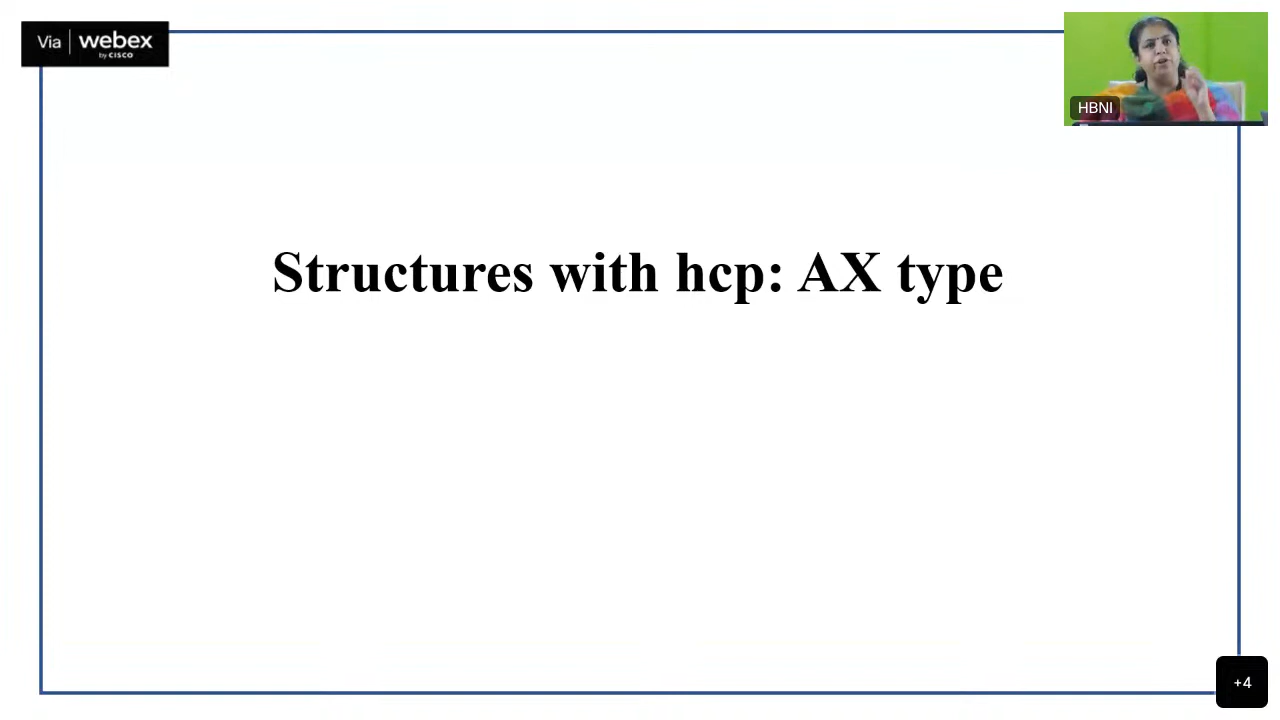 Via | webex
by CISCO
HBNI
Structures with hcp: AX type
+4